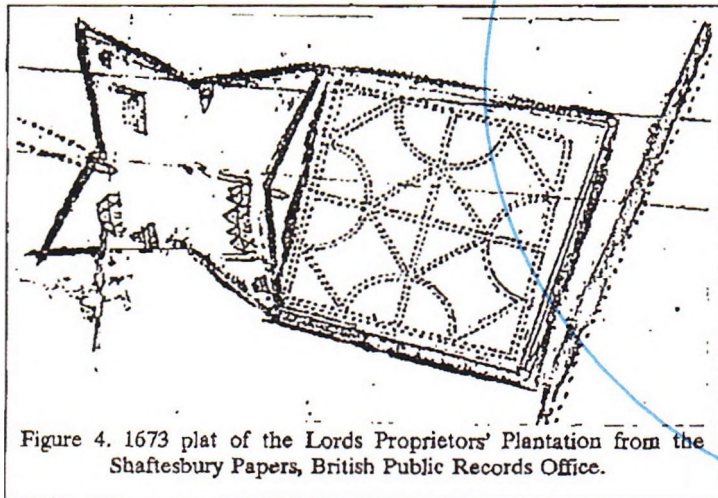 Figure 4. 1673 plat of the Lords Proprietors' Plantation from the
Shaftesbury Papers, British Public Records Office.